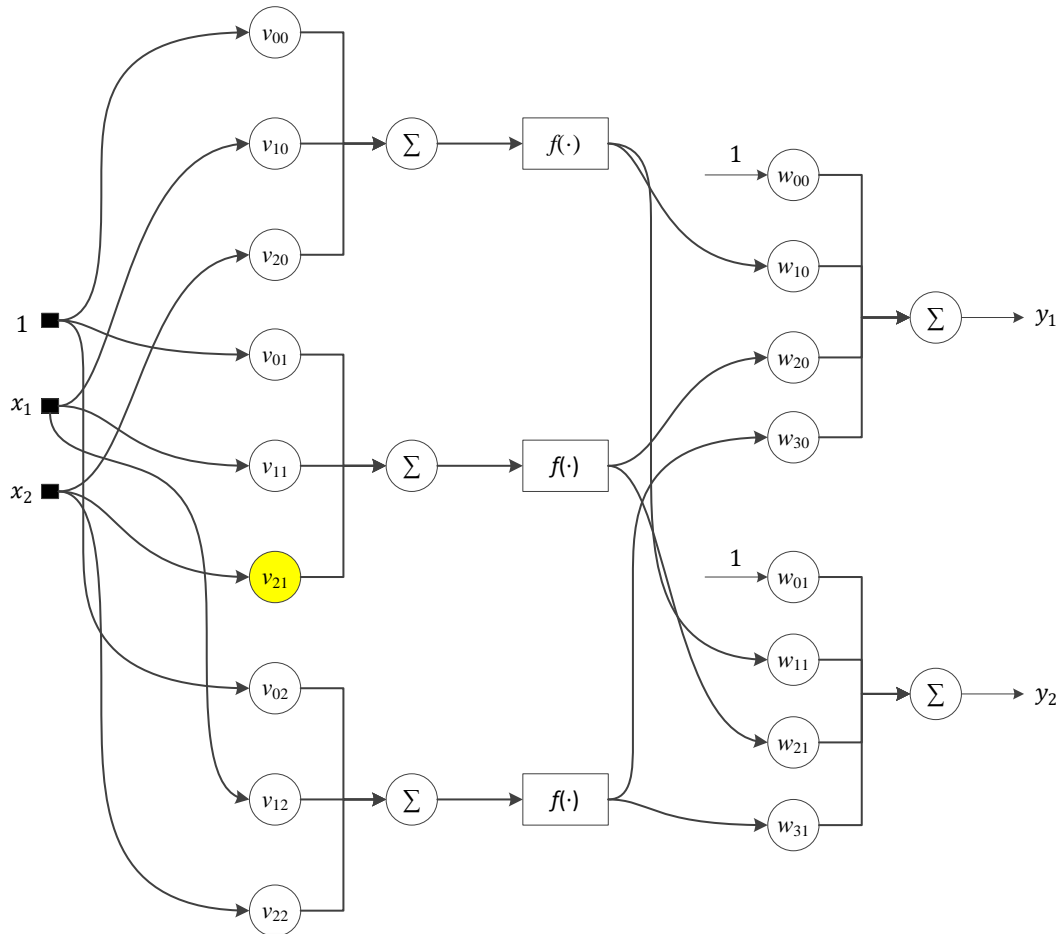 v₀₀
v₁₀
Σ
f(·)
1
w₀₀
v₂₀
w₁₀
1
Σ
y₁
v₀₁
w₂₀
x₁
w₃₀
v₁₁
Σ
f(·)
x₂
v₂₁
1
w₀₁
w₁₁
v₀₂
Σ
y₂
w₂₁
v₁₂
Σ
f(·)
w₃₁
v₂₂